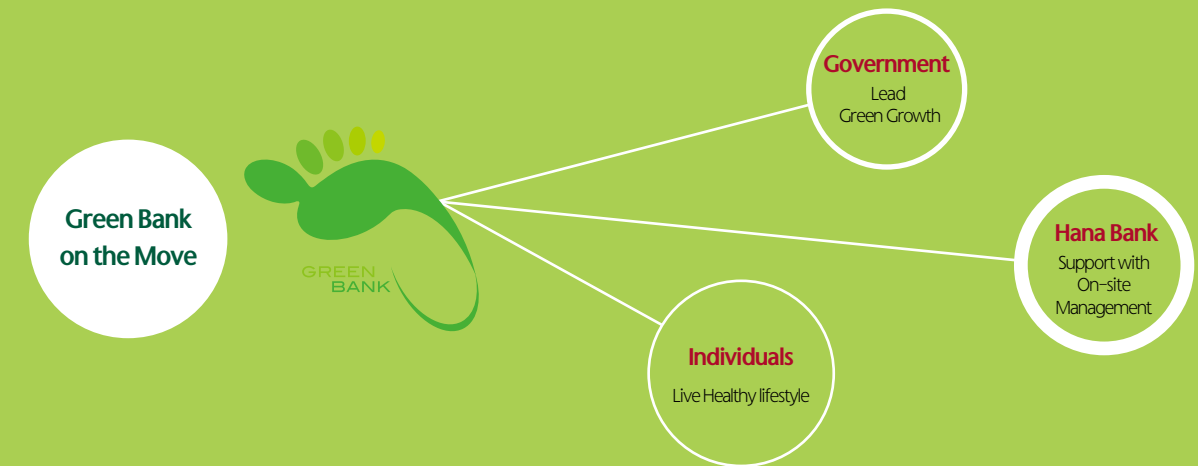 Green Bank
on the Move
GREEN
BANK
Government
Lead
Green Growth
Hana Bank
Support with
On-site
Management
Individuals
Live Healthy lifestyle